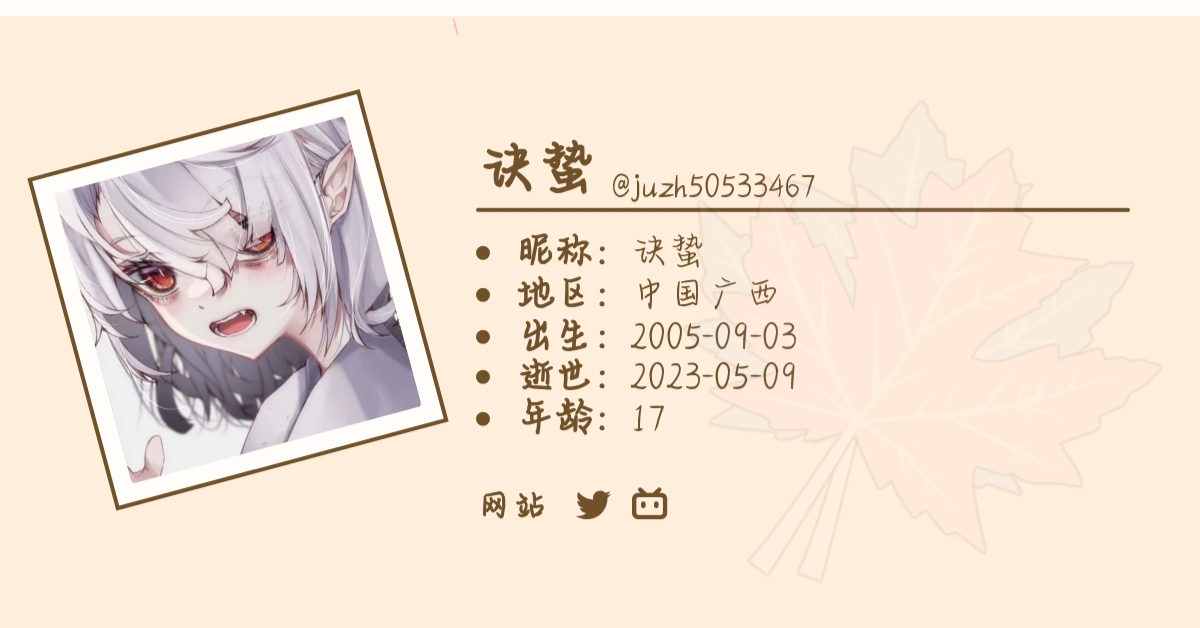 诀蛰 @juzh50533467
昵称： 诀蛰
地区： 中国广西
出生： 2005-09-03
逝世： 2023-05-09
年龄： 17
网站